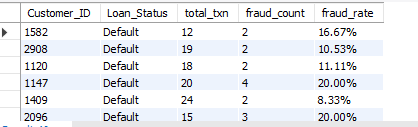 Customer_ID Loan_Status total_txn fraud_count fraud_rate
1582 Default 12 2 16.67%
2908 Default 19 2 10.53%
1120 Default 18 2 11.11%
1147 Default 20 4 20.00%
1409 Default 24 2 8.33%
2096 Default 15 3 20.00%